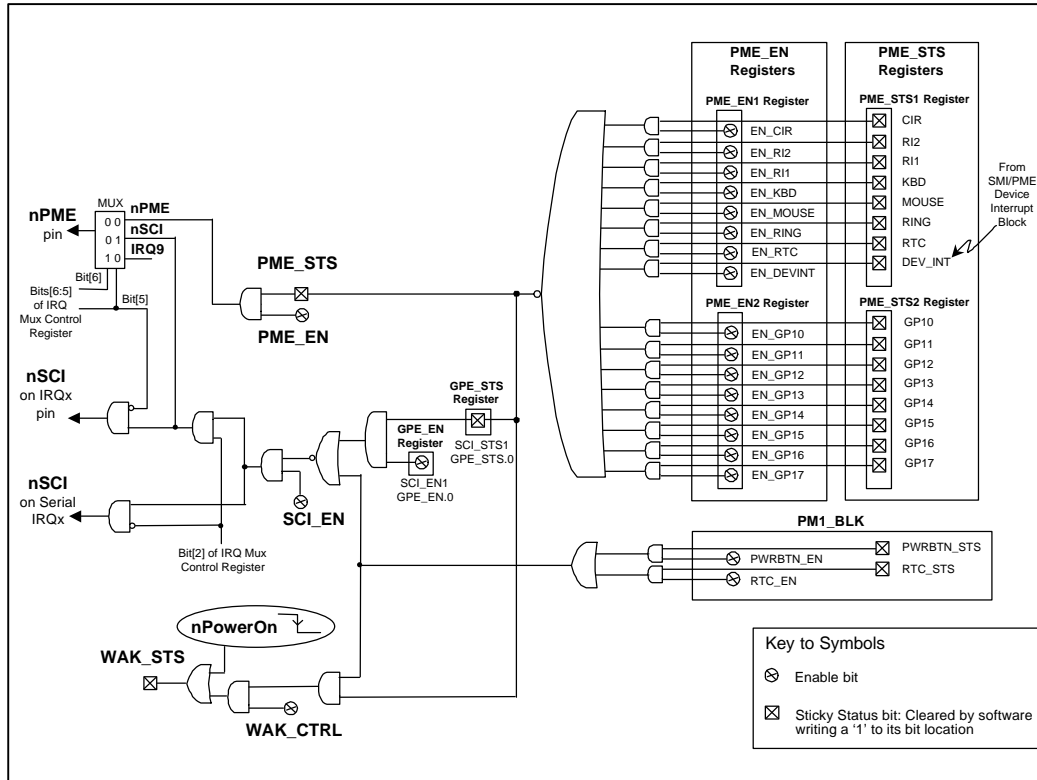 PME_EN
Registers
PME_STS
Registers
PME_EN1 Register
PME_STS1 Register
EN_CIR
EN_RI2
EN_RI1
EN_KBD
EN_MOUSE
EN_RING
EN_RTC
EN_DEVINT
CIR
RI2
RI1
KBD
MOUSE
RING
RTC
DEV_INT
From
SMI/PME
Device
Interrupt
Block
PME_EN2 Register
PME_STS2 Register
EN_GP10
EN_GP11
EN_GP12
EN_GP13
EN_GP14
EN_GP15
EN_GP16
EN_GP17
GP10
GP11
GP12
GP13
GP14
GP15
GP16
GP17
MUX
nPME
pin
0 0
0 1
1 0
nPME
nSCI
IRQ9
Bit[6]
Bits[6:5]
of IRQ
Mux Control
Register
Bit[5]
PME_STS
PME_EN
nSCI
on IRQx
pin
GPE_STS
Register
GPE_EN
Register
SCI_STS1
GPE_STS.0
SCI_EN1
GPE_EN.0
nSCI
on Serial
IRQx
SCI_EN
Bit[2] of IRQ Mux
Control Register
PM1_BLK
PWRBTN_STS
PWRBTN_EN
RTC_STS
RTC_EN
nPowerOn
WAK_STS
WAK_CTRL
Key to Symbols
Enable bit
Sticky Status bit: Cleared by software
writing a '1' to its bit location